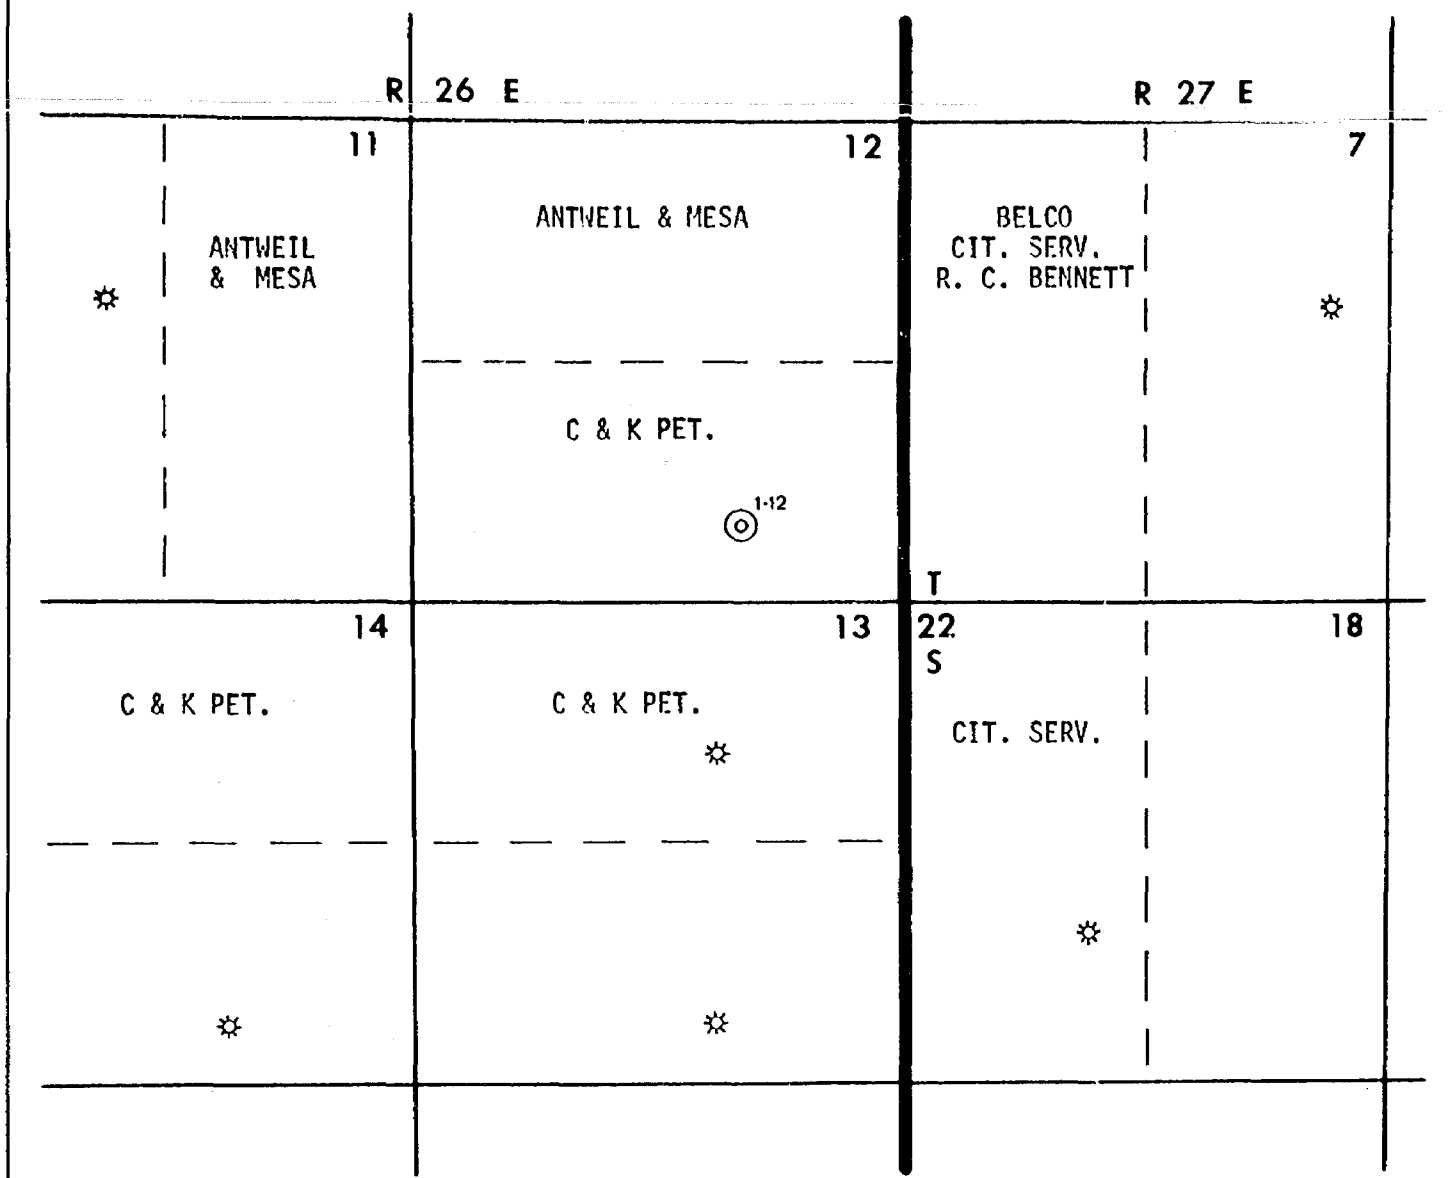 R 26 E
R 27 E
11
12
7
ANTWEIL
& MESA
ANTWEIL & MESA
BELCO
CIT. SERV.
R. C. BENNETT
C & K PET.
1-12
T
22
S
14
13
18
C & K PET.
C & K PET.
CIT. SERV.